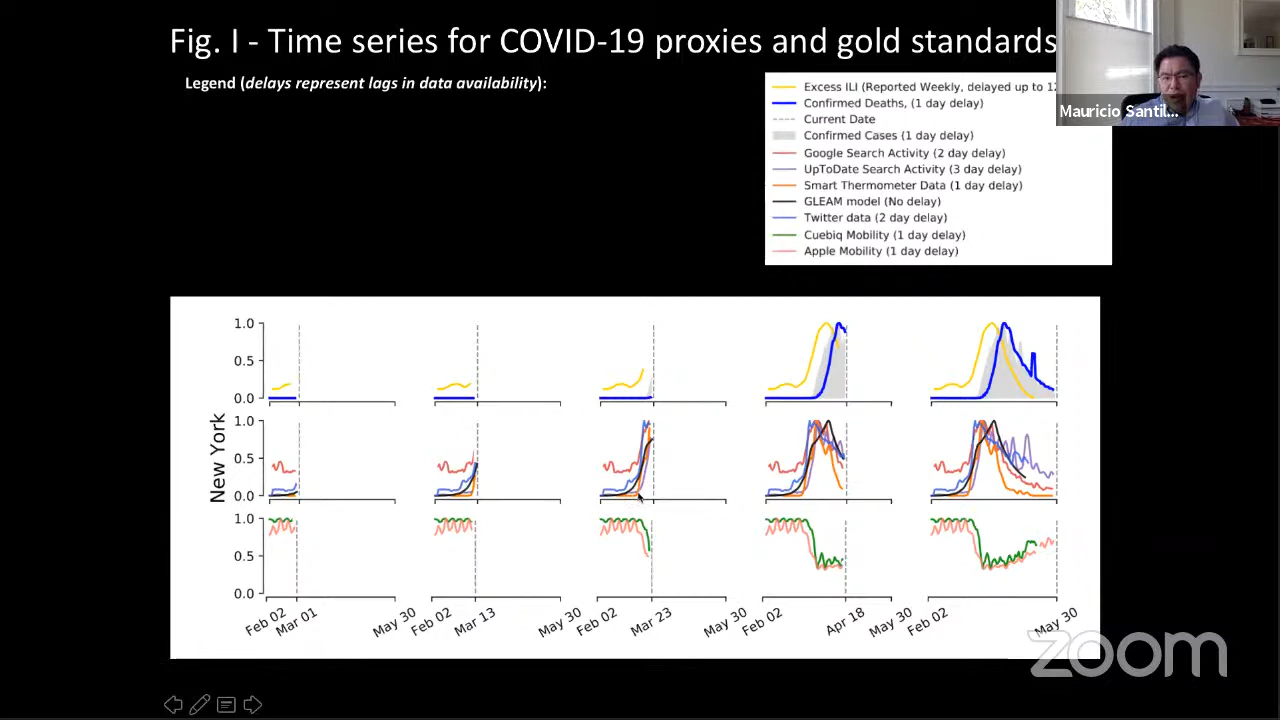 Fig. I - Time series for COVID-19 proxies and gold standards
Legend (delays represent lags in data availability):
Excess ILI (Reported Weekly, delayed up to
Confirmed Deaths, (1 day delay)
Current Date
Confirmed Cases (1 day delay)
Google Search Activity (2 day delay)
UpToDate Search Activity (3 day delay)
Smart Thermometer Data (1 day delay)
GLEAM model (No delay)
Twitter data (2 day delay)
Cuebiq Mobility (1 day delay)
Apple Mobility (1 day delay)
Mauricio Santil...
New York
1.0
0.5
0.0
1.0
0.5
0.0
1.0
0.5
0.0
Feb 02 Mar 01 May 30 Feb 02 Mar 13 May 30 Feb 02 Mar 23 May 30 Feb 02 Apr 18 May 30 Feb 02 May 30
zoom